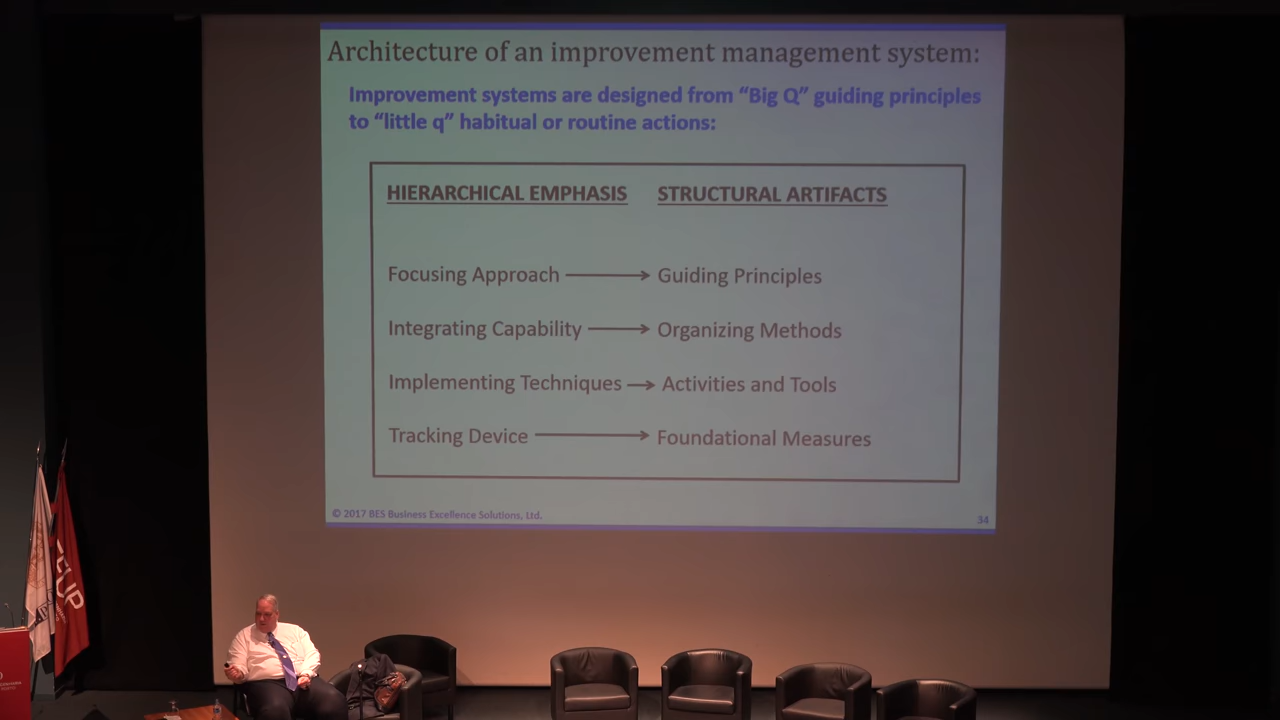 Architecture of an improvement management system:
Improvement systems are designed from “Big Q” guiding principles
to “little q” habitual or routine actions:
HIERARCHICAL EMPHASIS STRUCTURAL ARTIFACTS
Focusing Approach → Guiding Principles
Integrating Capability → Organizing Methods
Implementing Techniques → Activities and Tools
Tracking Device → Foundational Measures
© 2017 BES Business Excellence Solutions, Ltd.
34
FEUP